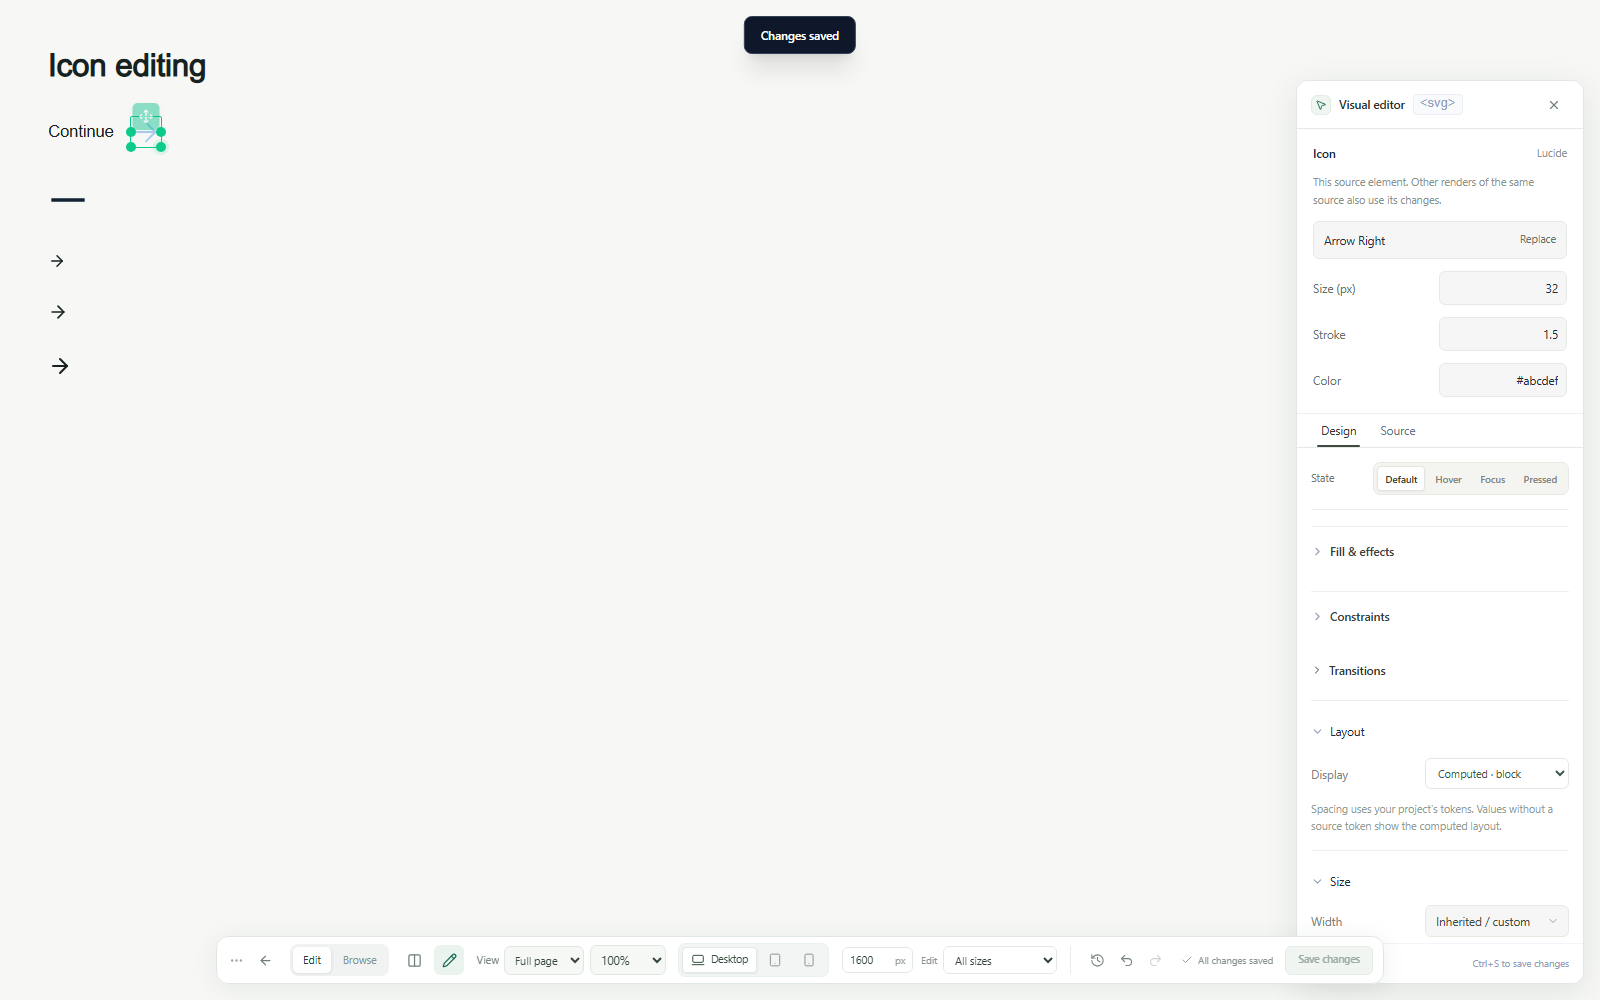 Changes saved
Icon editing
Continue
Visual editor <svg>
Icon Lucide
This source element. Other renders of the same
source also use its changes.
Arrow Right Replace
Size (px) 32
Stroke 1.5
Color #abcdef
Design Source
State Default Hover Focus Pressed
Fill & effects
Constraints
Transitions
Layout
Display Computed · block
Spacing uses your project's tokens. Values without a
source token show the computed layout.
Size
Width Inherited / custom
Edit Browse View Full page 100% Desktop 1600 px Edit All sizes All changes saved Save changes
Ctrl+S to save changes